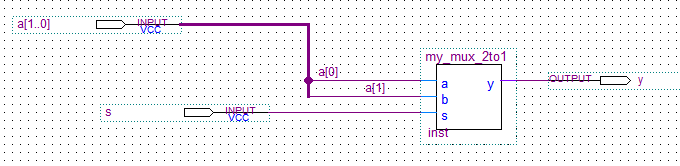 a[1..0] INPUT
VCC
my_mux_2to1
a[0] a y OUTPUT y
a[1] b
s INPUT s
VCC
inst